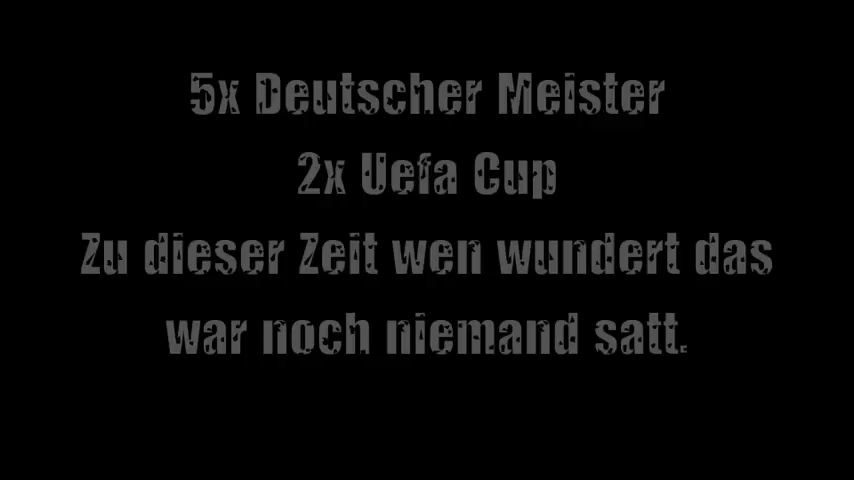 5x Deutscher Meister
2x Uefa Cup
Zu dieser Zeit wen wundert das
war noch niemand satt.